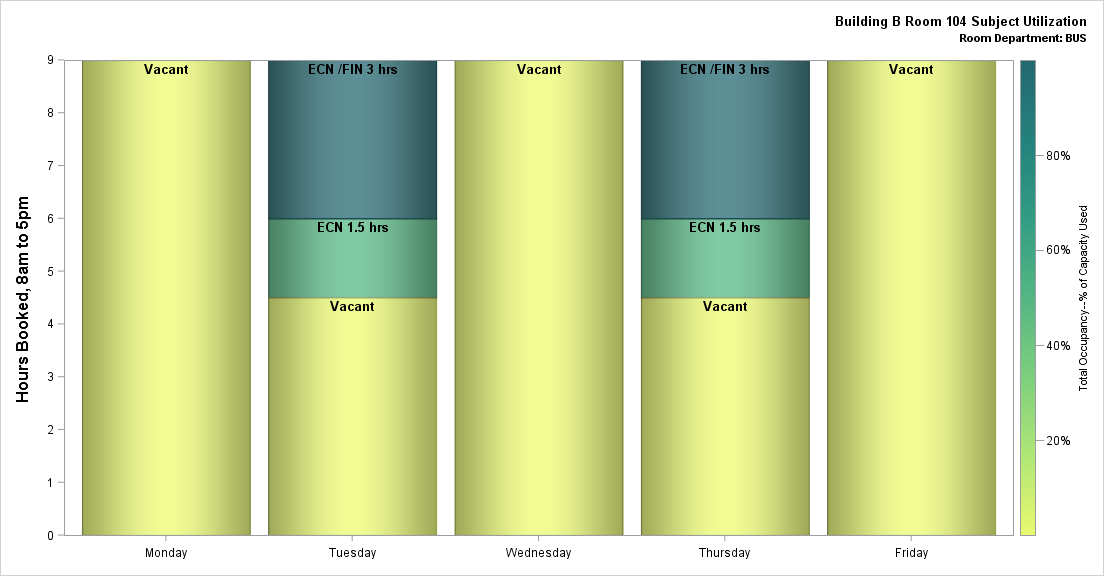 Building B Room 104 Subject Utilization
Room Department: BUS
Hours Booked, 8am to 5pm
9
8
7
6
5
4
3
2
1
0
Vacant
ECN /FIN 3 hrs
Vacant
ECN /FIN 3 hrs
Vacant
ECN 1.5 hrs
ECN 1.5 hrs
Vacant
Vacant
Monday
Tuesday
Wednesday
Thursday
Friday
80%
60%
40%
20%
Total Occupancy--% of Capacity Used